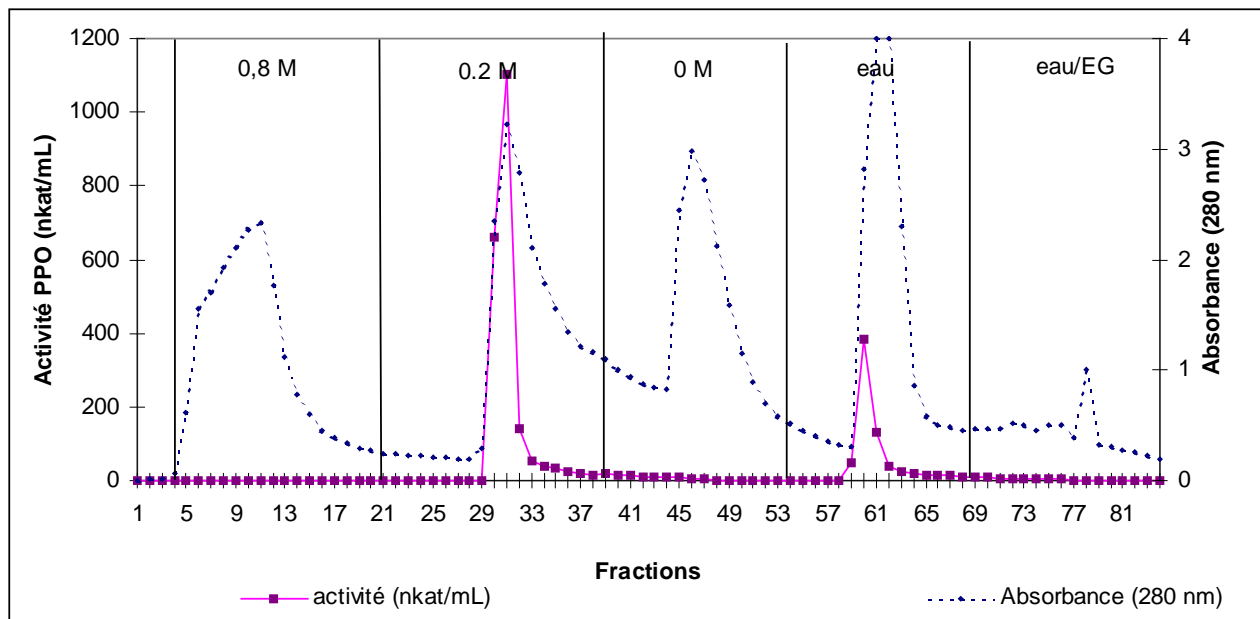 0,8 M
0.2 M
0 M
eau
eau/EG
Activité PPO (nkat/mL)
1200
1000
800
600
400
200
0
4
3
2
1
0
Absorbance (280 nm)
1 5 9 13 17 21 25 29 33 37 41 45 49 53 57 61 65 69 73 77 81
Fractions
activité (nkat/mL)
Absorbance (280 nm)